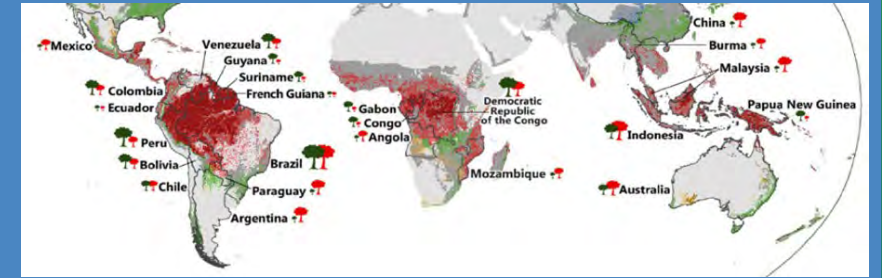 Mexico
Venezuela
Guyana
Suriname
French Guiana
Colombia
Ecuador
Peru
Bolivia
Brazil
Chile
Paraguay
Argentina
Gabon
Congo
Angola
Democratic
Republic
of the Congo
Mozambique
China
Burma
Malaysia
Papua New Guinea
Indonesia
Australia